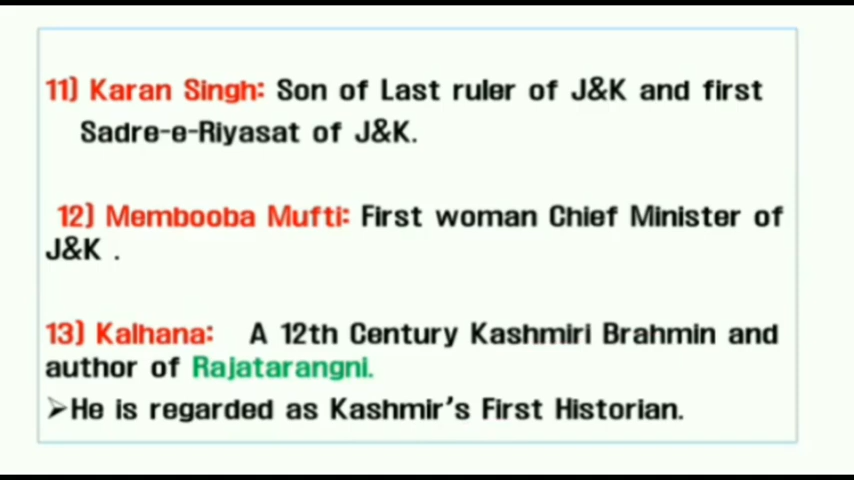 11) Karan Singh: Son of Last ruler of J&K and first
Sadre-e-Riyasat of J&K.
12) Membooba Mufti: First woman Chief Minister of
J&K .
13) Kalhana: A 12th Century Kashmiri Brahmin and
author of Rajatarangni.
➢He is regarded as Kashmir's First Historian.